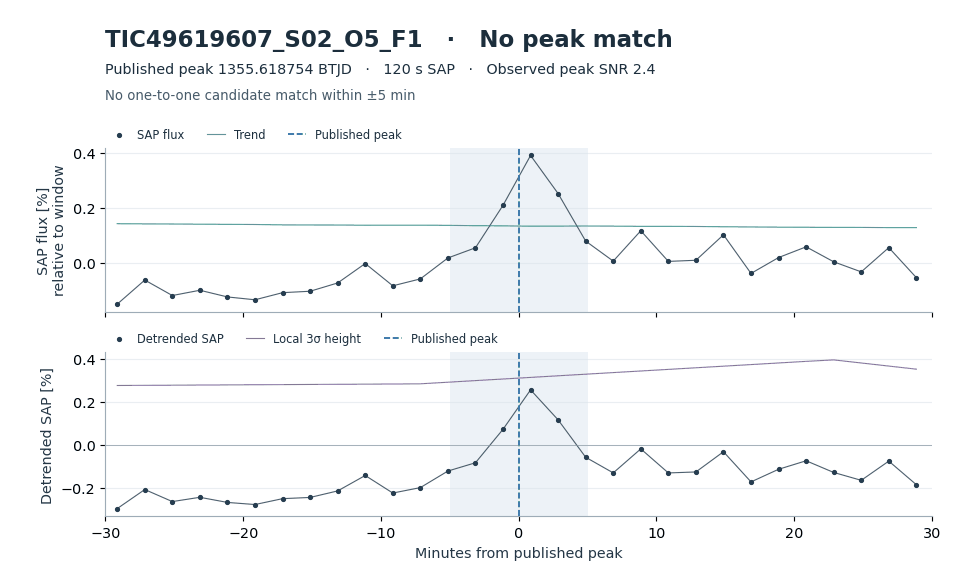 TIC49619607_S02_O5_F1 · No peak match
Published peak 1355.618754 BTJD · 120 s SAP · Observed peak SNR 2.4
No one-to-one candidate match within ±5 min
SAP flux Trend Published peak
SAP flux [%]
relative to window
0.4
0.2
0.0
Detrended SAP Local 3σ height Published peak
Detrended SAP [%]
0.4
0.2
0.0
−0.2
−30 −20 −10 0 10 20 30
Minutes from published peak